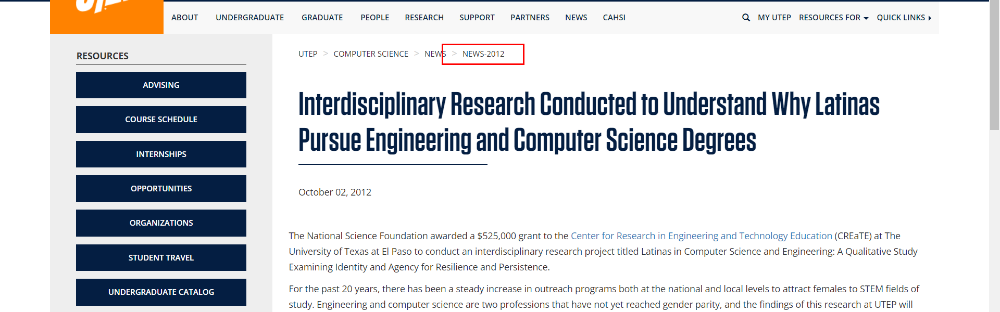 ABOUT UNDERGRADUATE GRADUATE PEOPLE RESEARCH SUPPORT PARTNERS NEWS CAHSI MY UTEP RESOURCES FOR QUICK LINKS
RESOURCES
ADVISING
COURSE SCHEDULE
INTERNSHIPS
OPPORTUNITIES
ORGANIZATIONS
STUDENT TRAVEL
UNDERGRADUATE CATALOG
UTEP > COMPUTER SCIENCE > NEWS > NEWS-2012
Interdisciplinary Research Conducted to Understand Why Latinas
Pursue Engineering and Computer Science Degrees
October 02, 2012
The National Science Foundation awarded a $525,000 grant to the Center for Research in Engineering and Technology Education (CREaTE) at The
University of Texas at El Paso to conduct an interdisciplinary research project titled Latinas in Computer Science and Engineering: A Qualitative Study
Examining Identity and Agency for Resilience and Persistence.
For the past 20 years, there has been a steady increase in outreach programs both at the national and local levels to attract females to STEM fields of
study. Engineering and computer science are two professions that have not yet reached gender parity, and the findings of this research at UTEP will